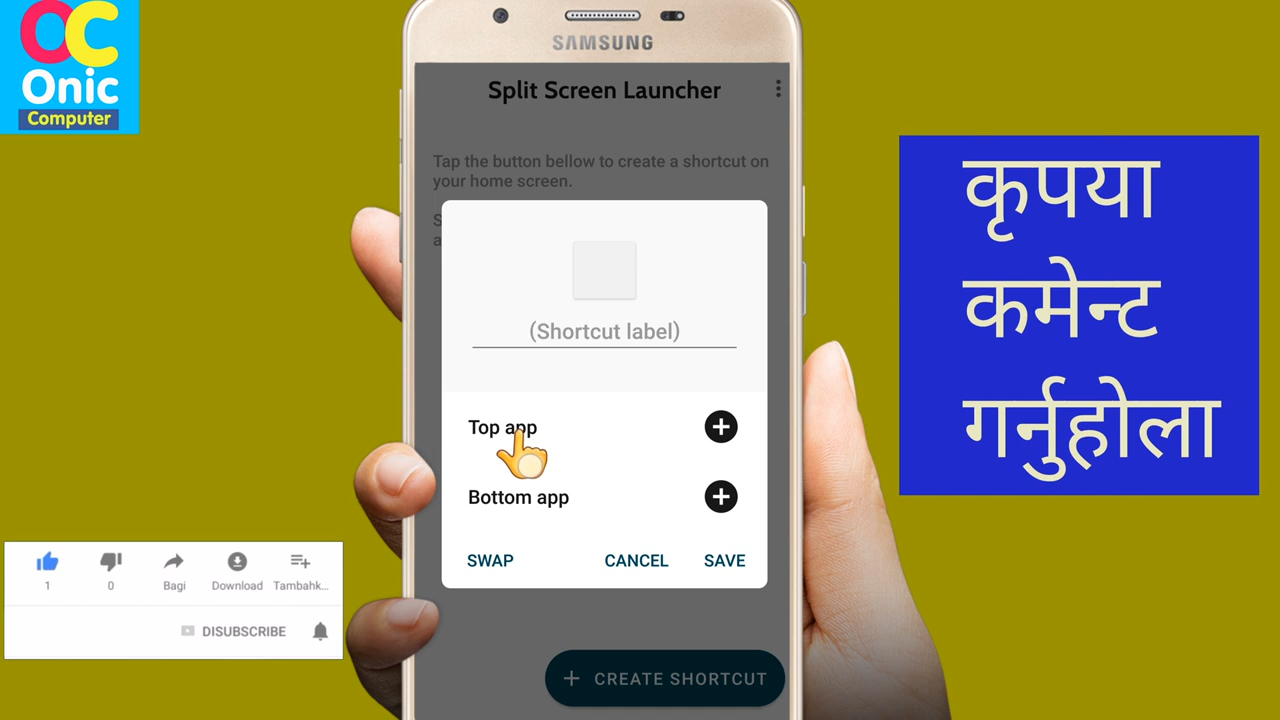 OC
Onic
Computer
SAMSUNG
Split Screen Launcher
Tap the button bellow to create a shortcut on
your home screen.
(Shortcut label)
Top app
Bottom app
SWAP
CANCEL
SAVE
CREATE SHORTCUT
कृपया
कमेन्ट
गर्नुहोला
1
0
Bagi
Download
Tambahk...
DISUBSCRIBE